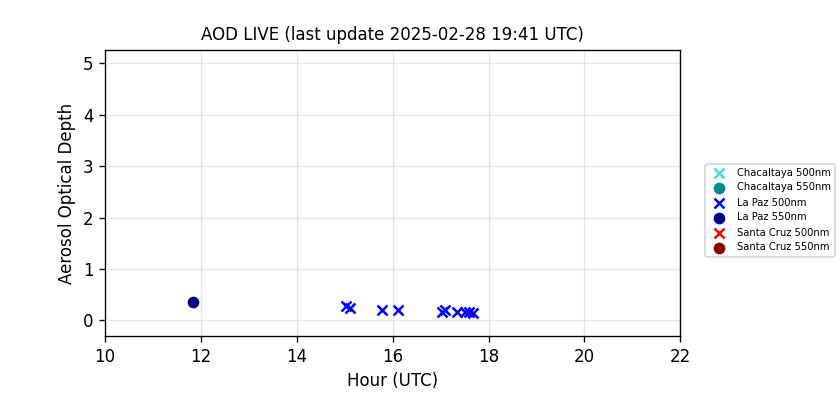 AOD LIVE (last update 2025-02-28 19:41 UTC)
5
4
3
2
1
0
Aerosol Optical Depth
10 12 14 16 18 20 22
Hour (UTC)
Chacaltaya 500nm
Chacaltaya 550nm
La Paz 500nm
La Paz 550nm
Santa Cruz 500nm
Santa Cruz 550nm